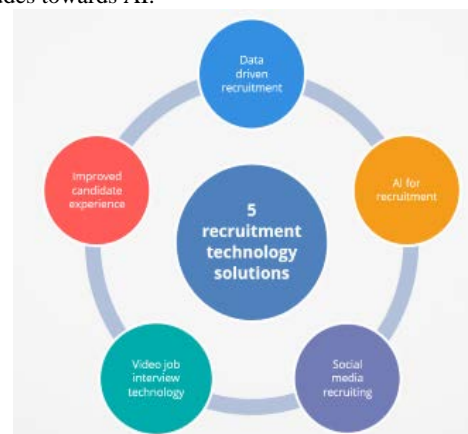 Data
driven
recruitment
Improved
candidate
experience
AI for
recruitment
5
recruitment
technology
solutions
Video job
interview
technology
Social
media
recruiting